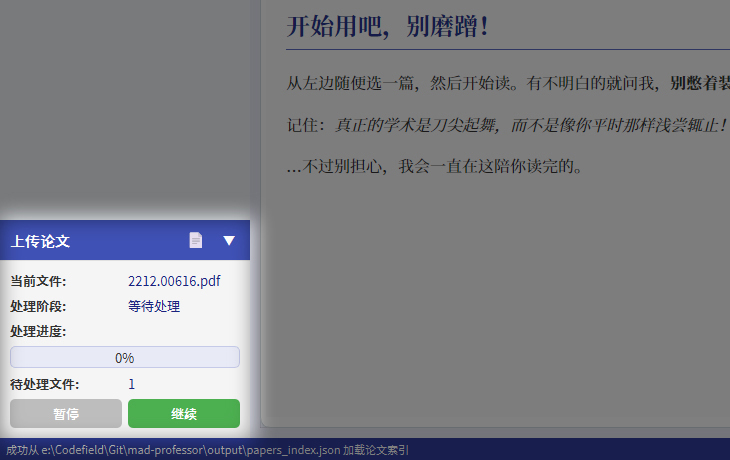 开始用吧，别磨蹭！
从左边随便选一篇，然后开始读。有不明白的就问我，别憋着装
记住：真正的学术是刀尖起舞，而不是像你平时那样浅尝辄止！
…不过别担心，我会一直在这陪你读完的。
上传论文
当前文件: 2212.00616.pdf
处理阶段: 等待处理
处理进度:
0%
待处理文件: 1
暂停 继续
成功从 e:\Codefield\Git\mad-professor\output\papers_index.json 加载论文索引